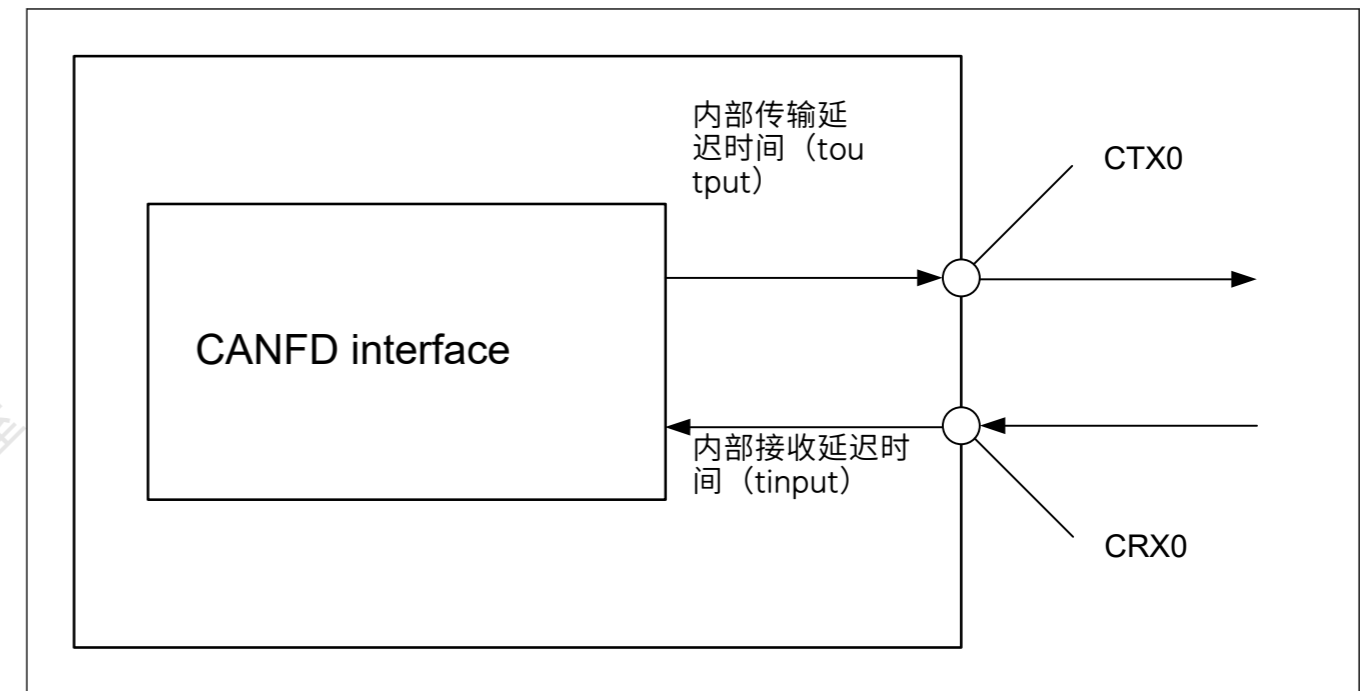 内部传输延
迟时间（tou
tput）
CTX0
CANFD interface
内部接收延迟时
间（tinput）
CRX0